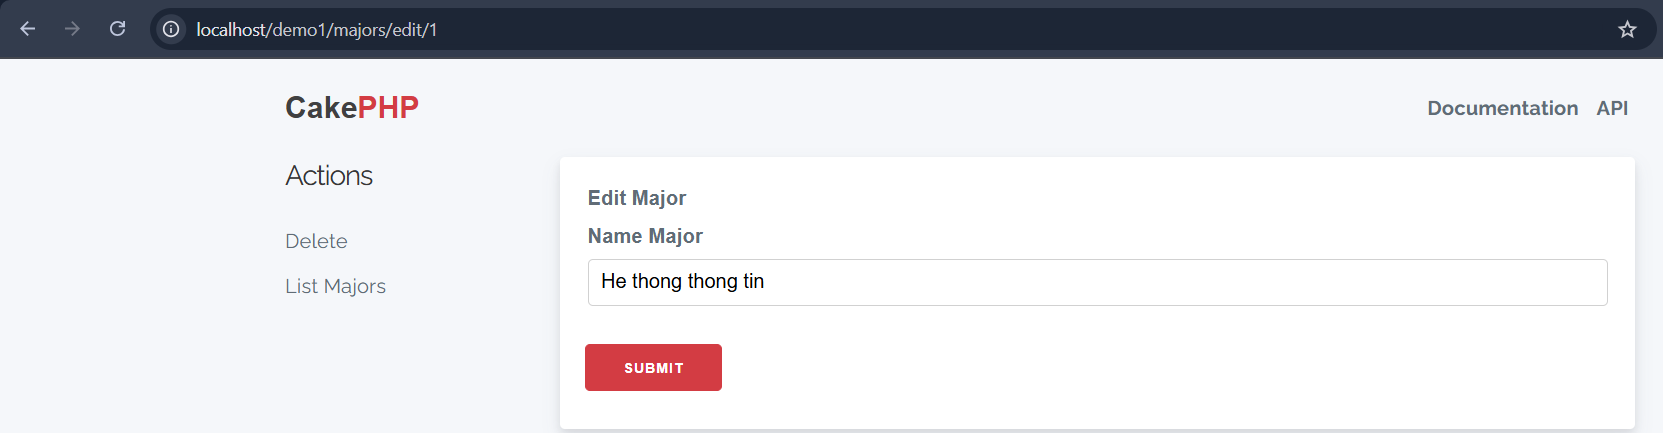 localhost/demo1/majors/edit/1
CakePHP
Documentation API
Actions
Delete
List Majors
Edit Major
Name Major
He thong thong tin
SUBMIT